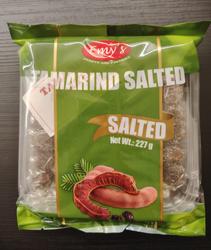 Emy's
TAMARIND SALTED
SALTED
Net Wt.: 227 g